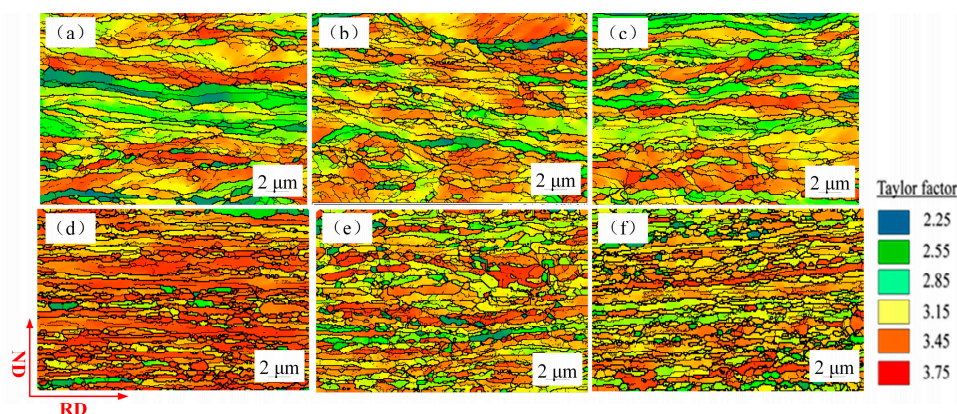 （a）
（b）
（c）
2 μm
2 μm
2 μm
Taylor factor
2.25
2.55
2.85
3.15
3.45
3.75
（d）
（e）
（f）
2 μm
2 μm
2 μm
ND
RD